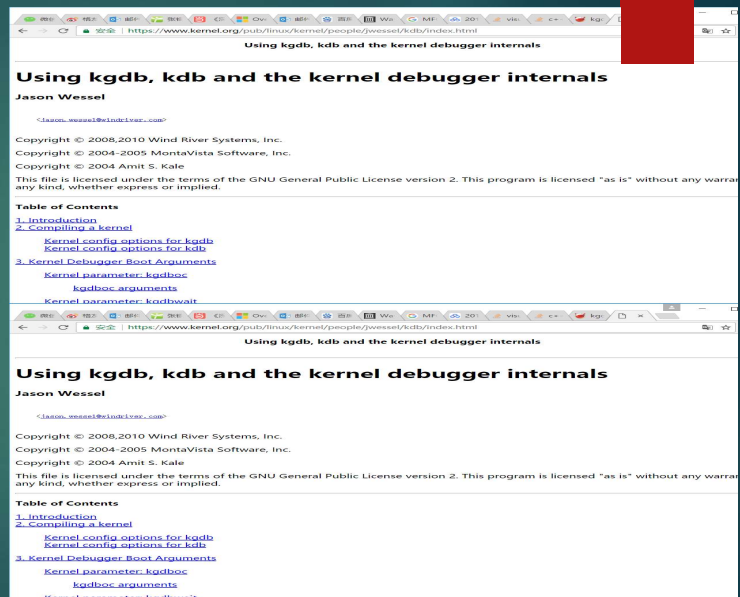 安全 | https://www.kernel.org/pub/linux/kernel/people/jwessel/kdb/index.html
Using kgdb, kdb and the kernel debugger internals
Using kgdb, kdb and the kernel debugger internals
Jason Wessel
<jason.wessel@windriver.com>
Copyright © 2008,2010 Wind River Systems, Inc.
Copyright © 2004-2005 MontaVista Software, Inc.
Copyright © 2004 Amit S. Kale
This file is licensed under the terms of the GNU General Public License version 2. This program is licensed "as is" without any warran
any kind, whether express or implied.
Table of Contents
1. Introduction
2. Compiling a kernel
Kernel config options for kgdb
Kernel config options for kdb
3. Kernel Debugger Boot Arguments
Kernel parameter: kgdboc
kgdboc arguments
Kernel parameter: kgdbwait
安全 | https://www.kernel.org/pub/linux/kernel/people/jwessel/kdb/index.html
Using kgdb, kdb and the kernel debugger internals
Using kgdb, kdb and the kernel debugger internals
Jason Wessel
<jason.wessel@windriver.com>
Copyright © 2008,2010 Wind River Systems, Inc.
Copyright © 2004-2005 MontaVista Software, Inc.
Copyright © 2004 Amit S. Kale
This file is licensed under the terms of the GNU General Public License version 2. This program is licensed "as is" without any warran
any kind, whether express or implied.
Table of Contents
1. Introduction
2. Compiling a kernel
Kernel config options for kgdb
Kernel config options for kdb
3. Kernel Debugger Boot Arguments
Kernel parameter: kgdboc
kgdboc arguments
Kernel parameter: kgdbwait